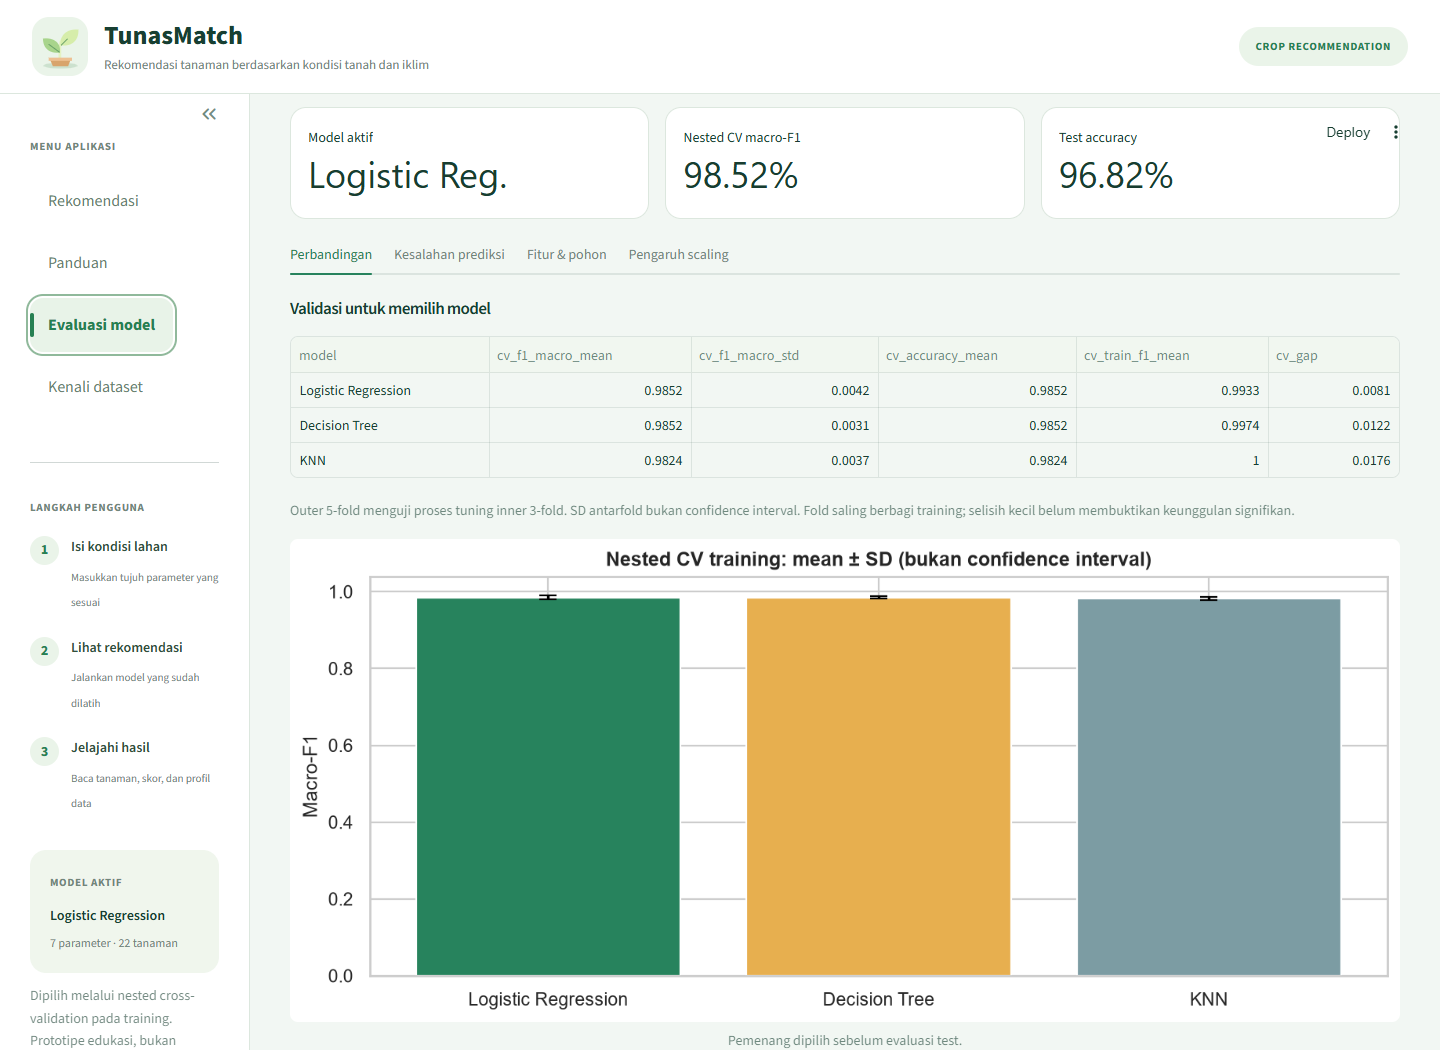 TunasMatch
Rekomendasi tanaman berdasarkan kondisi tanah dan iklim
CROP RECOMMENDATION
MENU APLIKASI
Rekomendasi
Panduan
Evaluasi model
Kenali dataset
LANGKAH PENGGUNA
1
Isi kondisi lahan
Masukkan tujuh parameter yang
sesuai
2
Lihat rekomendasi
Jalankan model yang sudah
dilatih
3
Jelajahi hasil
Baca tanaman, skor, dan profil
data
MODEL AKTIF
Logistic Regression
7 parameter · 22 tanaman
Dipilih melalui nested cross-
validation pada training.
Prototipe edukasi, bukan
Model aktif
Logistic Reg.
Nested CV macro-F1
98.52%
Test accuracy
96.82%
Deploy
Perbandingan Kesalahan prediksi Fitur & pohon Pengaruh scaling
Validasi untuk memilih model
model cv_f1_macro_mean cv_f1_macro_std cv_accuracy_mean cv_train_f1_mean cv_gap
Logistic Regression 0.9852 0.0042 0.9852 0.9933 0.0081
Decision Tree 0.9852 0.0031 0.9852 0.9974 0.0122
KNN 0.9824 0.0037 0.9824 1 0.0176
Outer 5-fold menguji proses tuning inner 3-fold. SD antarfold bukan confidence interval. Fold saling berbagi training; selisih kecil belum membuktikan keunggulan signifikan.
Nested CV training: mean ± SD (bukan confidence interval)
Macro-F1
1.0
0.8
0.6
0.4
0.2
0.0
Logistic Regression Decision Tree KNN
Pemenang dipilih sebelum evaluasi test.